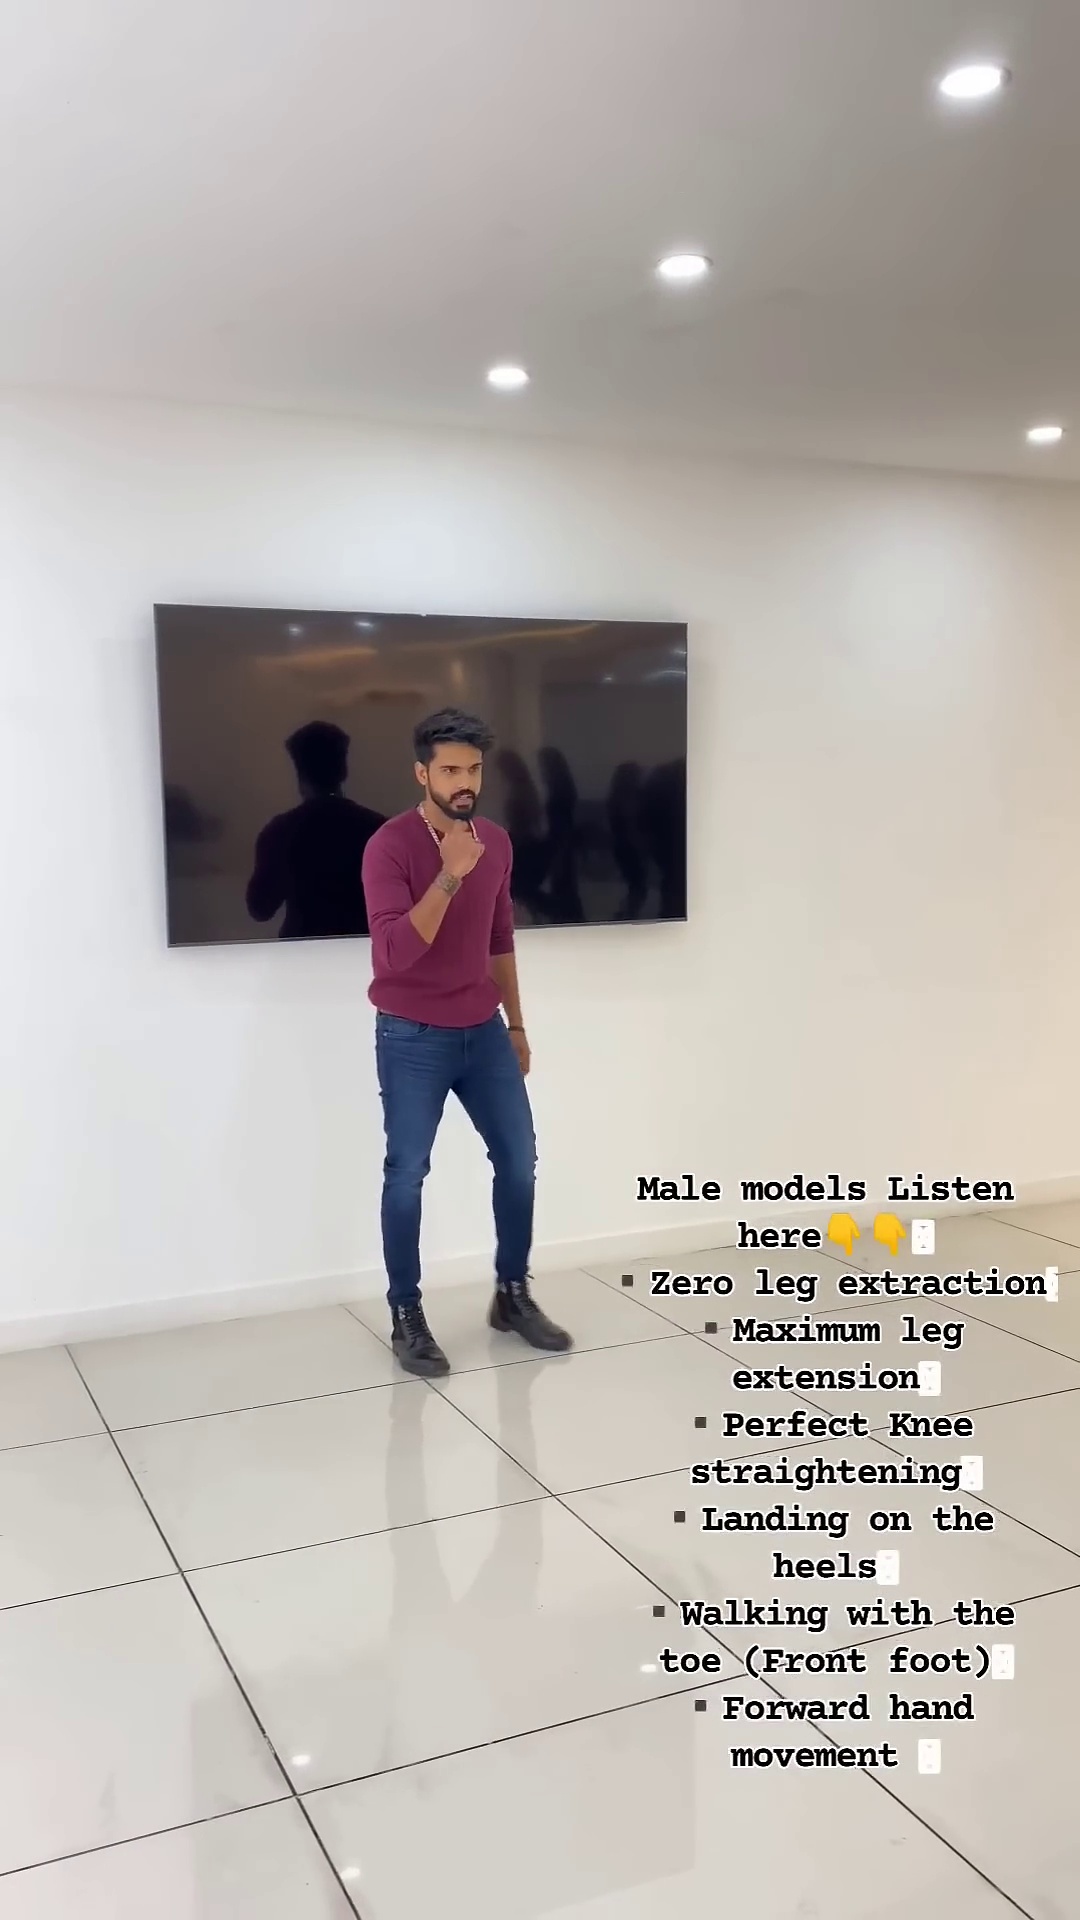 Male models Listen
here👇👇
▪ Zero leg extraction
▪ Maximum leg
extension
▪ Perfect Knee
straightening
▪ Landing on the
heels
▪ Walking with the
toe (Front foot)
▪ Forward hand
movement